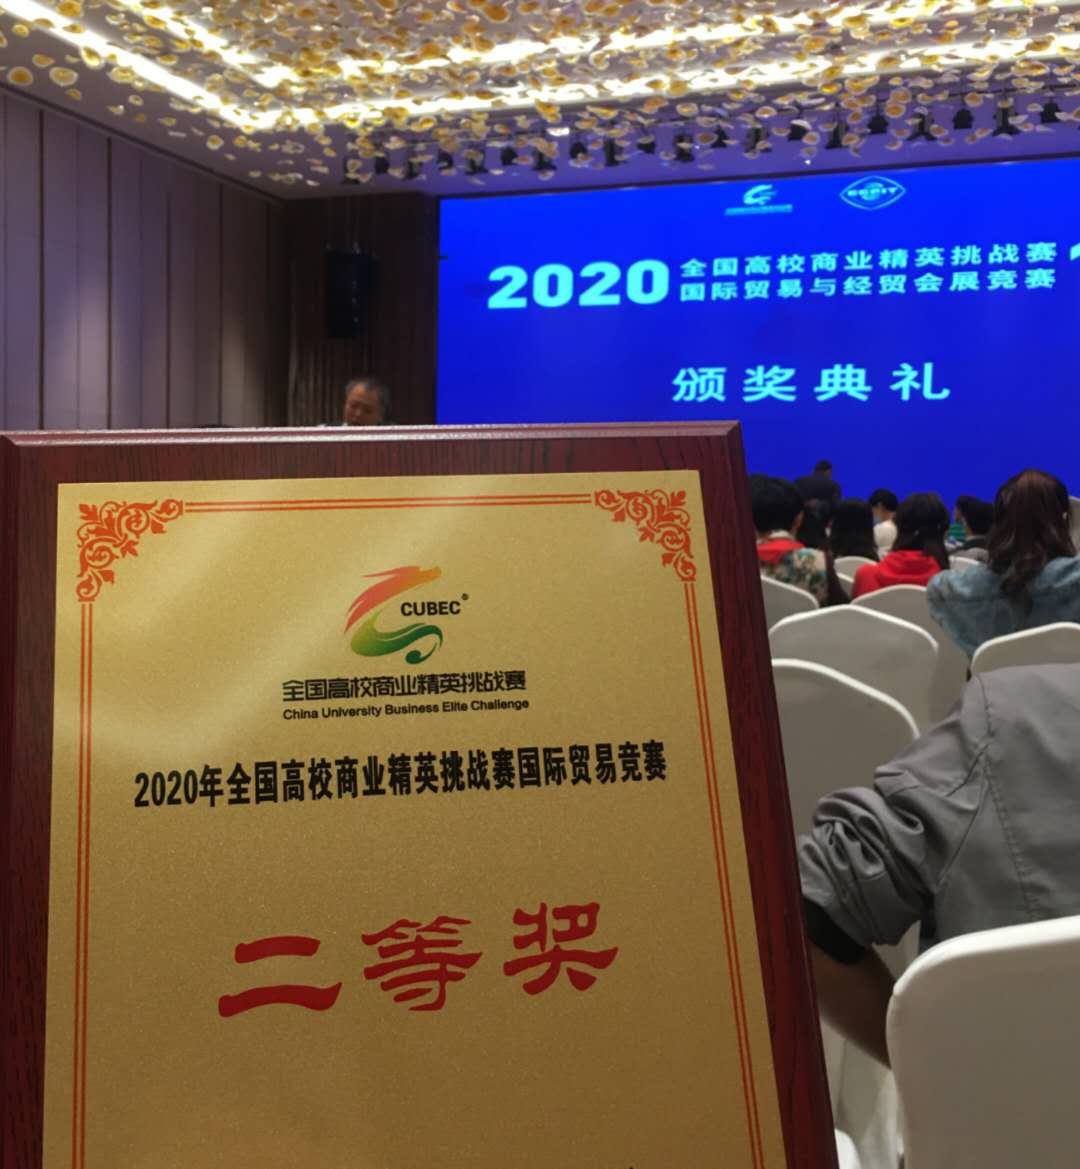 CCPIT
2020
全国高校商业精英挑战赛
国际贸易与经贸会展竞赛
颁奖典礼
CUBEC®
全国高校商业精英挑战赛
China University Business Elite Challenge
2020年全国高校商业精英挑战赛国际贸易竞赛
二等奖